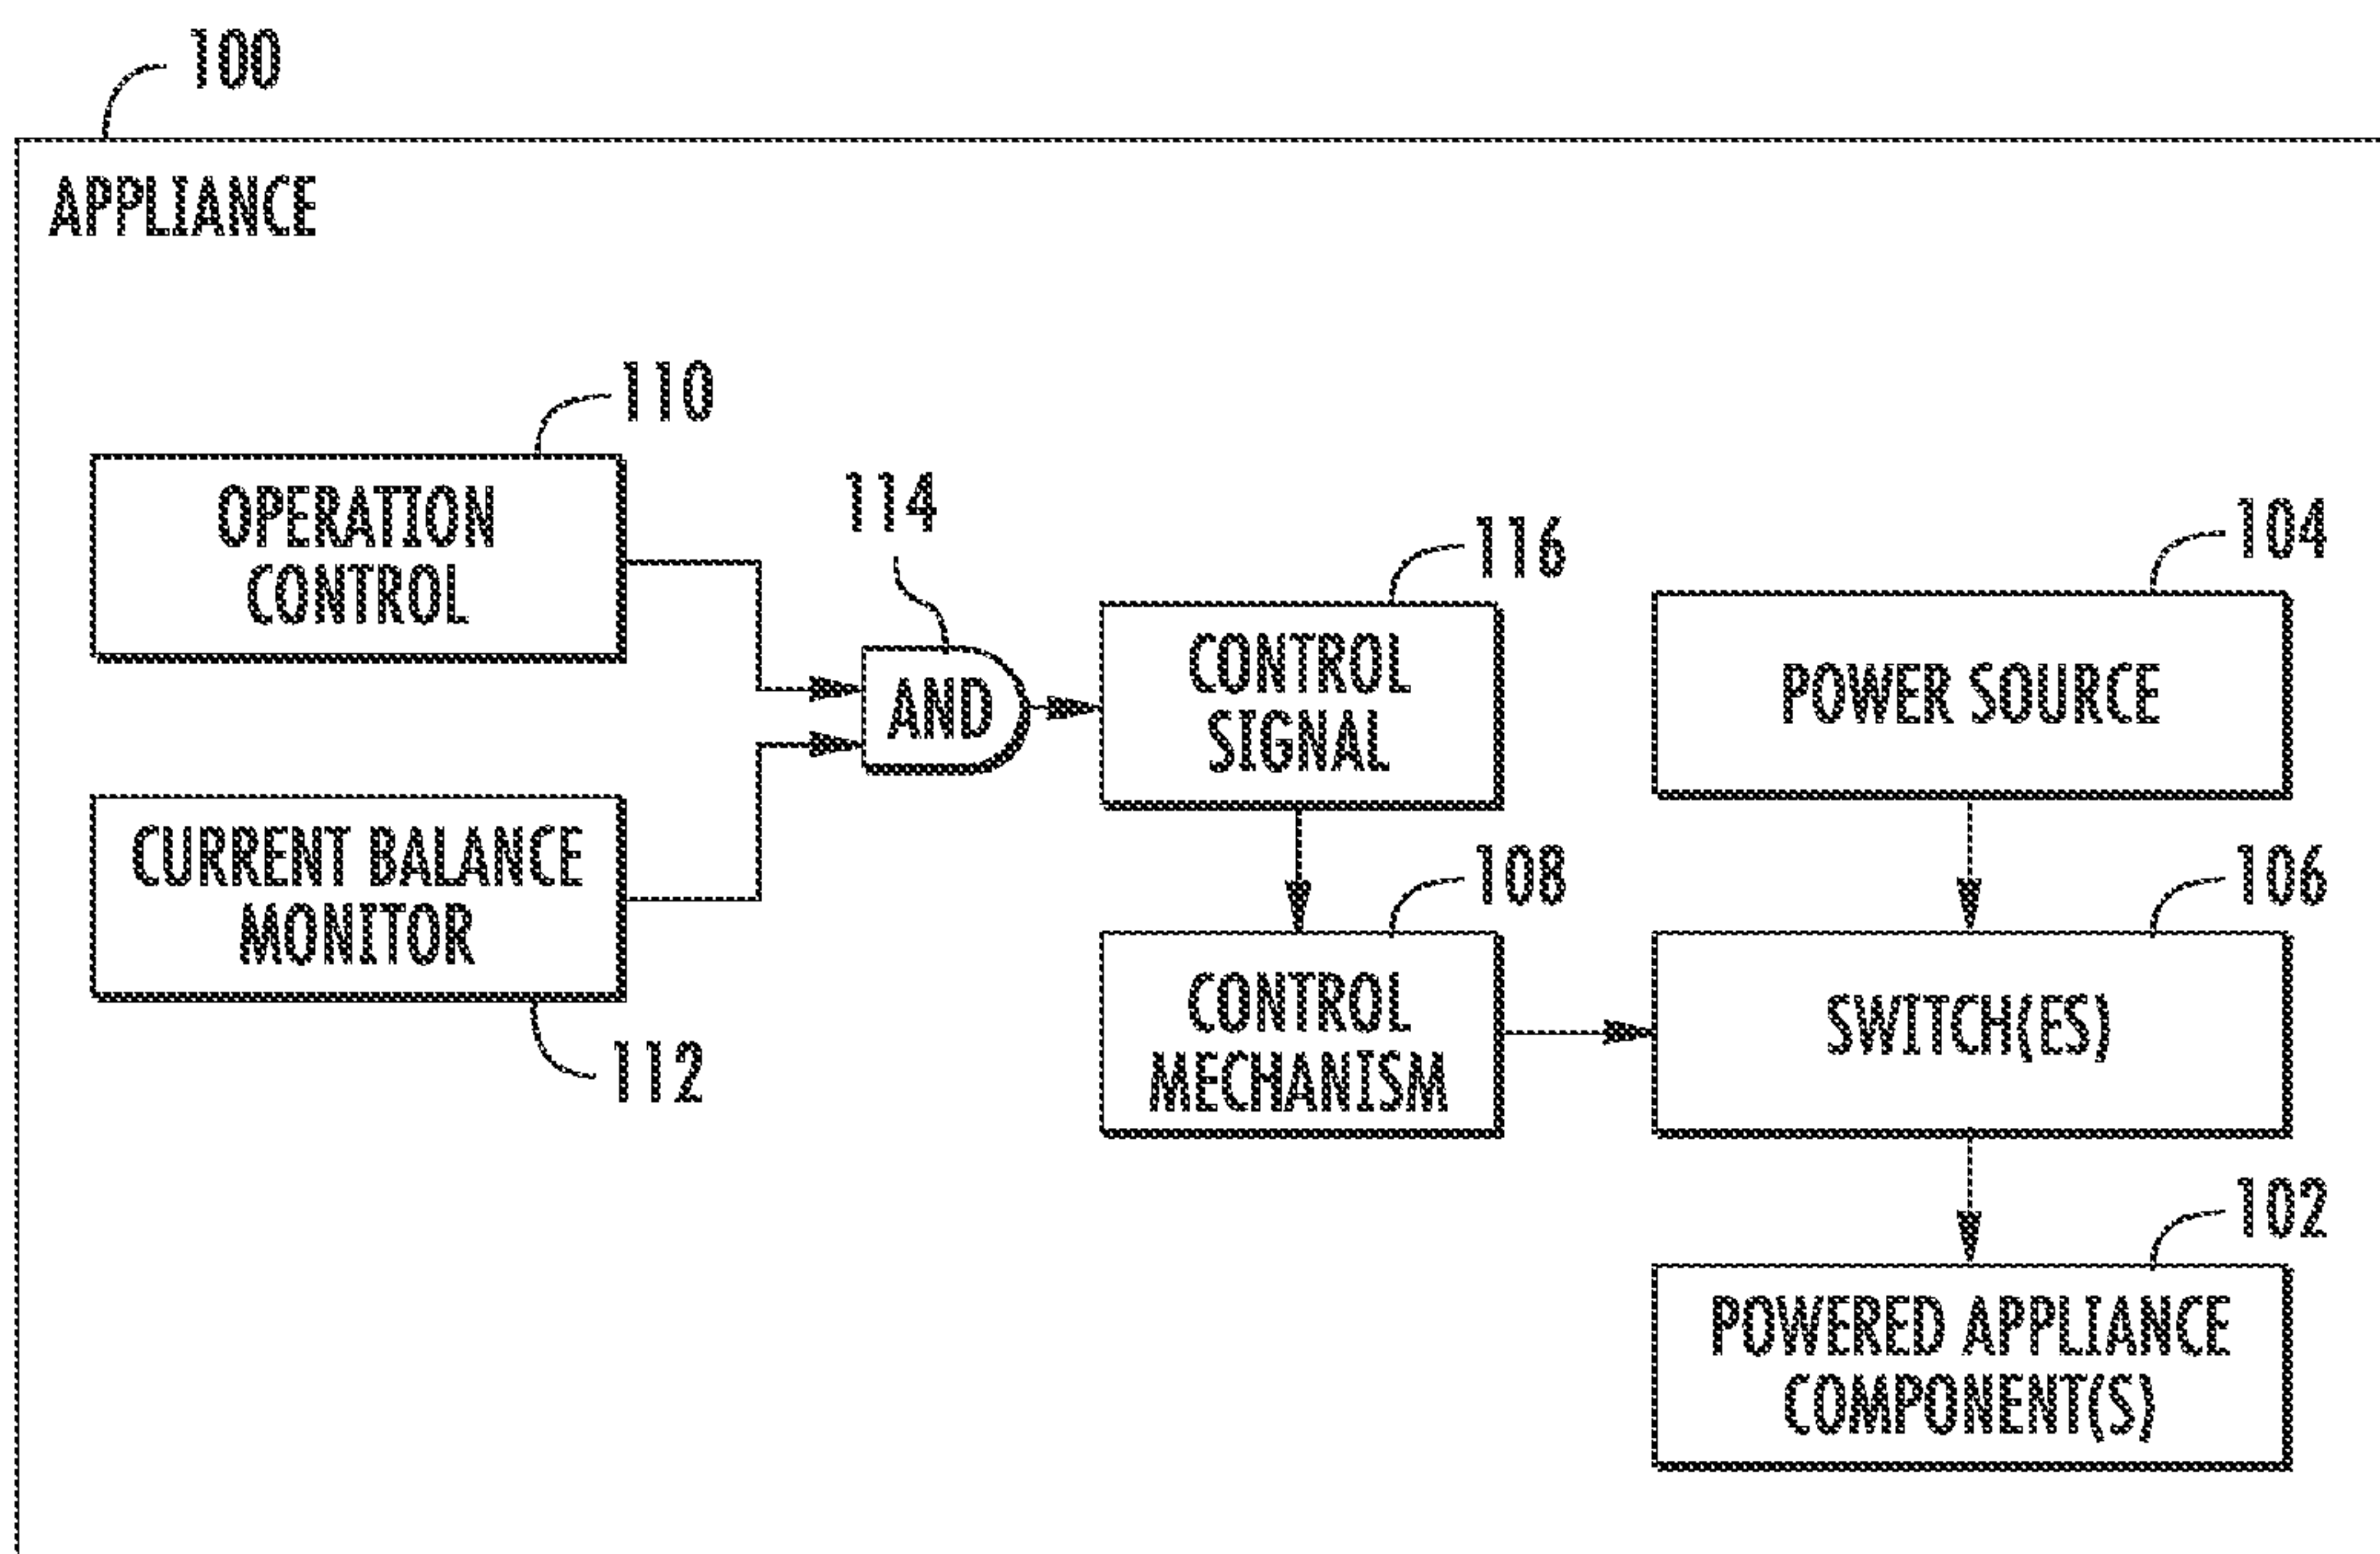 100
APPLIANCE
110
OPERATION
CONTROL
114
AND
116
CONTROL
SIGNAL
104
POWER SOURCE
CURRENT BALANCE
MONITOR
112
108
CONTROL
MECHANISM
106
SWITCH(ES)
102
POWERED APPLIANCE
COMPONENT(S)